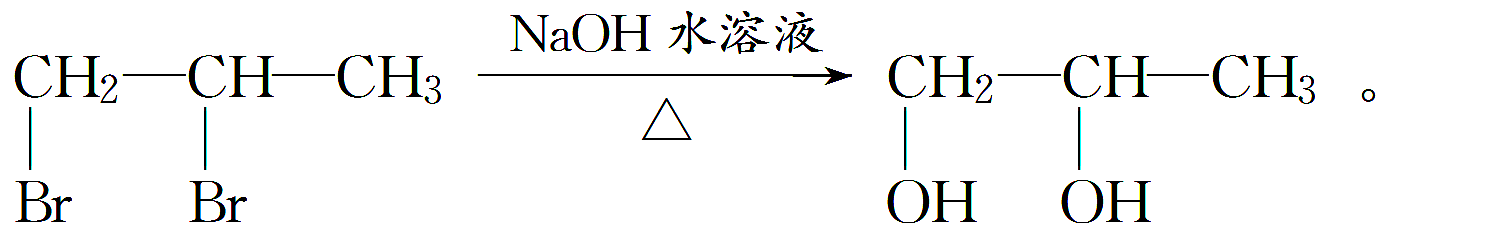 NaOH 水溶液
CH₂—CH—CH₃ → CH₂—CH—CH₃ 。
△
Br Br OH OH